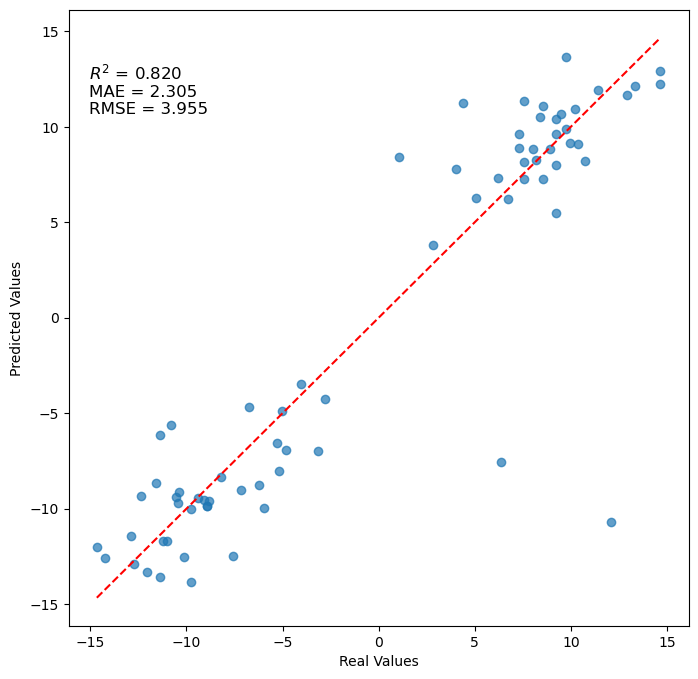 R² = 0.820
MAE = 2.305
RMSE = 3.955
15
10
5
0
−5
−10
−15
Predicted Values
−15 −10 −5 0 5 10 15
Real Values